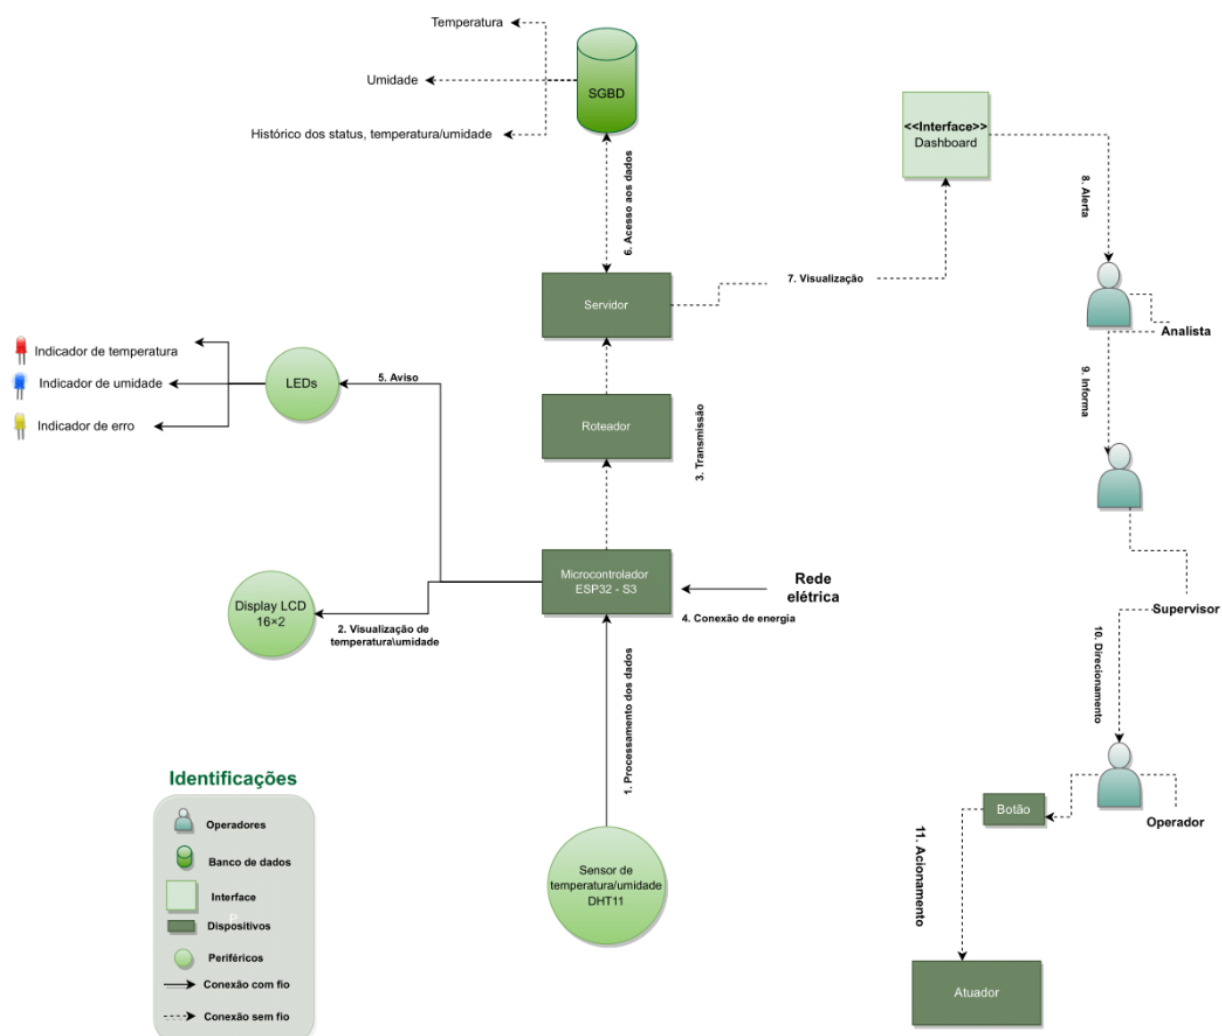 Temperatura
Umidade
Histórico dos status, temperatura/umidade
SGBD
6. Acesso aos dados
<<Interface>>
Dashboard
8. Alerta
Servidor
7. Visualização
Analista
9. Informa
Indicador de temperatura
Indicador de umidade
Indicador de erro
LEDs
5. Aviso
Roteador
3. Transmissão
Microcontrolador
ESP32 - S3
Rede
elétrica
4. Conexão de energia
Display LCD
16×2
2. Visualização de
temperatura\umidade
Supervisor
10. Direcionamento
1. Processamento dos dados
Operador
Botão
11. Acionamento
Sensor de
temperatura/umidade
DHT11
Atuador
Identificações
Operadores
Banco de dados
Interface
P
Dispositivos
Periféricos
Conexão com fio
Conexão sem fio